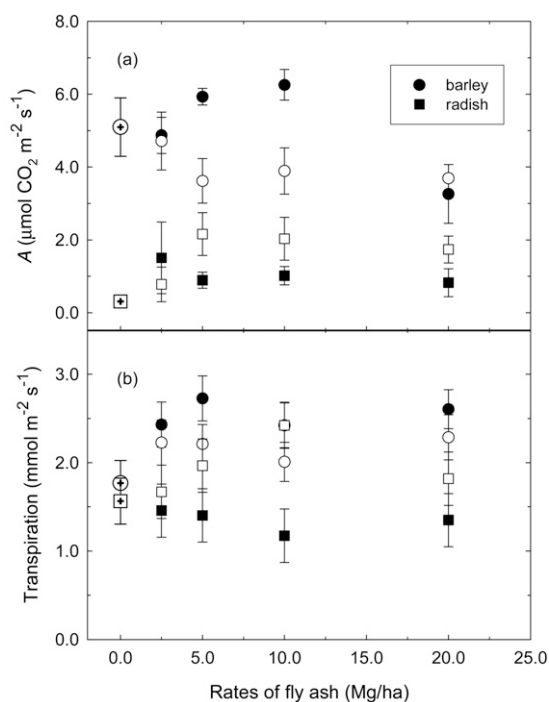 8.0
(a)
barley
radish
6.0
4.0
2.0
0.0
A (μmol CO₂ m⁻² s⁻¹)
(b)
3.0
2.0
1.0
0.0
Transpiration (mmol m⁻² s⁻¹)
0.0 5.0 10.0 15.0 20.0 25.0
Rates of fly ash (Mg/ha)